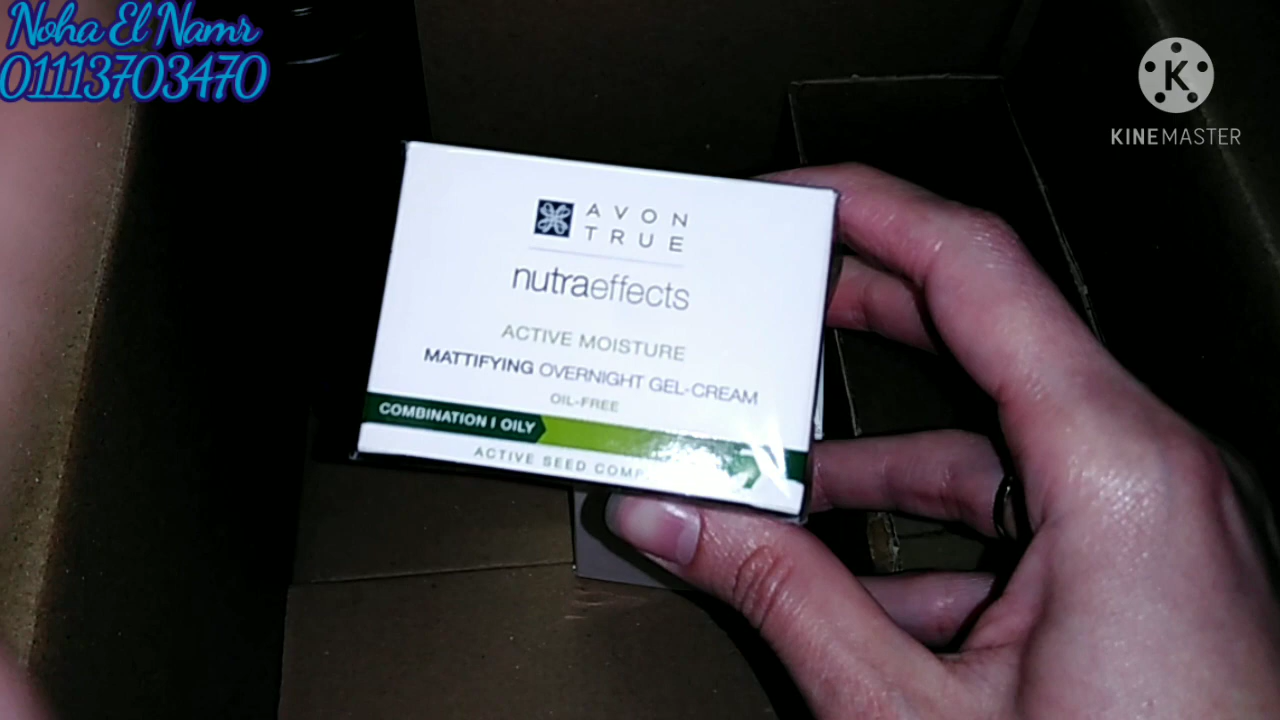 Noha El Namr
01113703470
K
KINEMASTER
AVON
TRUE
nutraeffects
ACTIVE MOISTURE
MATTIFYING OVERNIGHT GEL-CREAM
OIL-FREE
COMBINATION | OILY
ACTIVE SEED